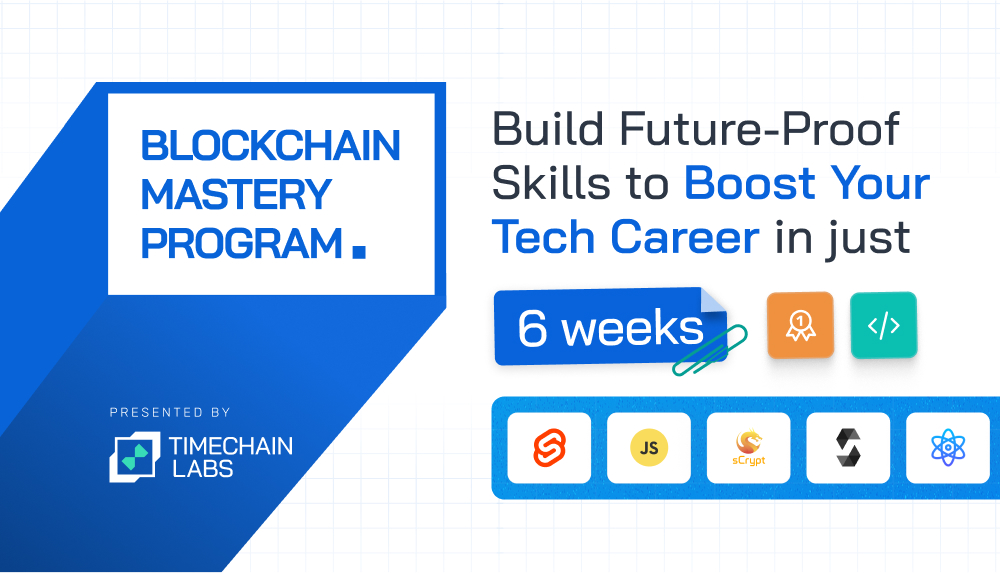 BLOCKCHAIN
MASTERY
PROGRAM.
PRESENTED BY
TIMECHAIN
LABS
Build Future-Proof
Skills to Boost Your
Tech Career in just
6 weeks
1
</>
JS
sCrypt